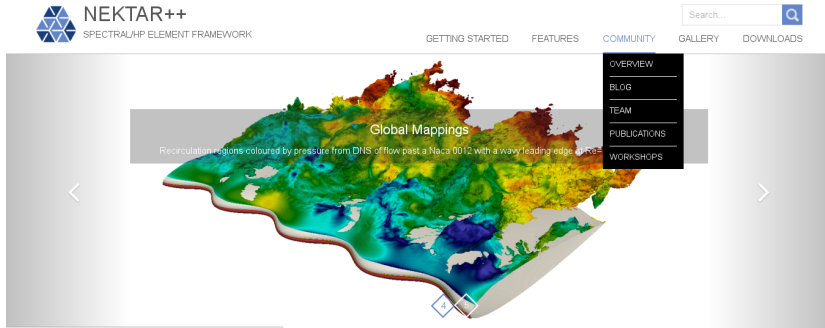 NEKTAR++
SPECTRAL/HP ELEMENT FRAMEWORK
Search...
GETTING STARTED FEATURES COMMUNITY GALLERY DOWNLOADS
OVERVIEW
BLOG
TEAM
PUBLICATIONS
WORKSHOPS
Global Mappings
Recirculation regions coloured by pressure from DNS of flow past a Naca 0012 with a wavy leading edge at Re=
4